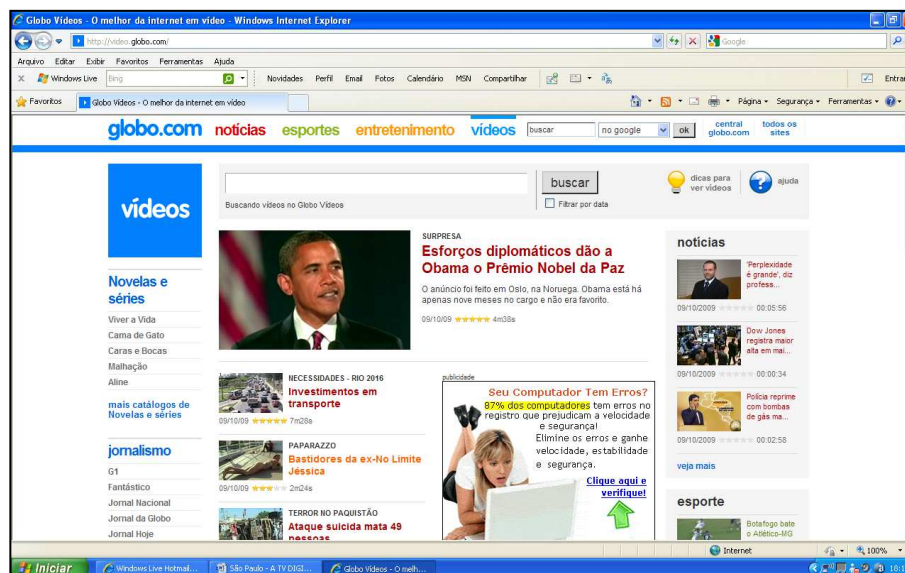 Globo Vídeos - O melhor da internet em vídeo - Windows Internet Explorer
http://video.globo.com/
Google
Arquivo Editar Exibir Favoritos Ferramentas Ajuda
Windows Live Bing Novidades Perfil Email Fotos Calendário MSN Compartilhar Entrar
Favoritos Globo Vídeos - O melhor da internet em vídeo Página Segurança Ferramentas
globo.com notícias esportes entretenimento vídeos buscar no google ok central globo.com todos os sites
vídeos
buscar
Buscando vídeos no Globo Vídeos
Filtrar por data
dicas para
ver vídeos
ajuda
SURPRESA
Esforços diplomáticos dão a
Obama o Prêmio Nobel da Paz
O anúncio foi feito em Oslo, na Noruega. Obama está há
apenas nove meses no cargo e não era favorito.
09/10/09 4m38s
Novelas e
séries
Viver a Vida
Cama de Gato
Caras e Bocas
Malhação
Aline
mais catálogos de
Novelas e séries
jornalismo
G1
Fantástico
Jornal Nacional
Jornal da Globo
Jornal Hoje
NECESSIDADES - RIO 2016
Investimentos em
transporte
09/10/09 7m28s
PAPARAZZO
Bastidores da ex-No Limite
Jéssica
09/10/09 2m24s
TERROR NO PAQUISTÃO
Ataque suicida mata 49
pessoas
publicidade
Seu Computador Tem Erros?
87% dos computadores tem erros no
registro que prejudicam a velocidade
e segurança!
Elimine os erros e ganhe
velocidade, estabilidade
e segurança.
Clique aqui e
verifique!
notícias
'Perplexidade
é grande', diz
profess...
09/10/2009 00:05:56
Dow Jones
registra maior
alta em mai...
09/10/2009 00:00:34
Polícia reprime
com bombas
de gás ma...
09/10/2009 00:02:58
veja mais
esporte
Botafogo bate
o Atlético-MG
Internet 100%
Iniciar Windows Live Hotmail... São Paulo - A TV DIGI... Globo Vídeos - O melh...